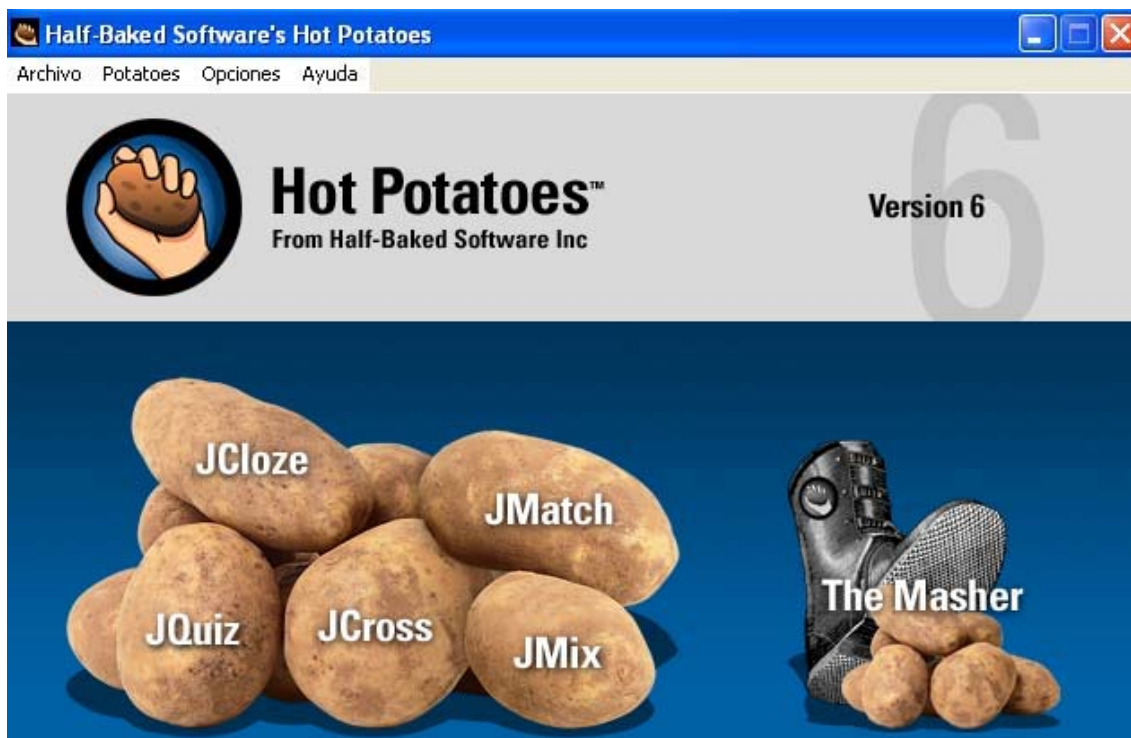 Half-Baked Software's Hot Potatoes
Archivo Potatoes Opciones Ayuda
6
Hot Potatoes™
From Half-Baked Software Inc
Version 6
JCloze
JMatch
JQuiz
JCross
JMix
The Masher